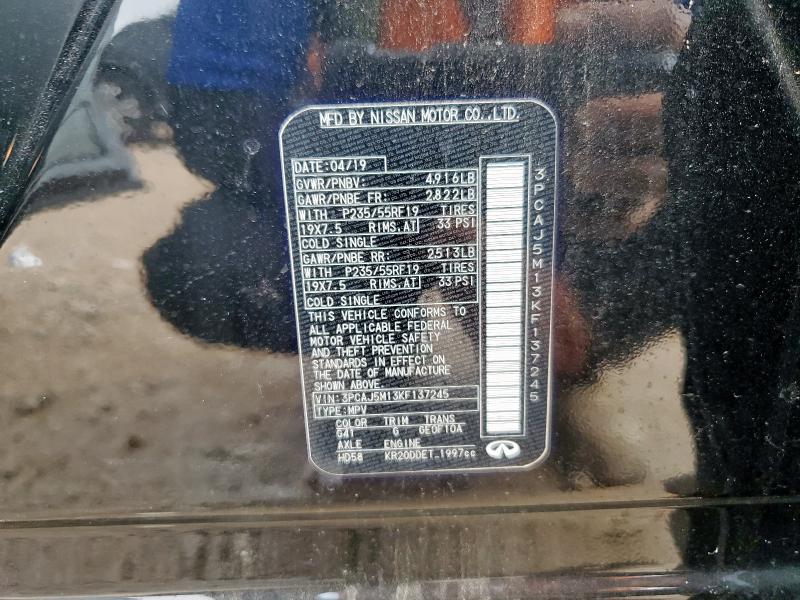 MFD BY NISSAN MOTOR CO.,LTD.
DATE:04/19
GVWR/PNBV: 4916LB
GAWR/PNBE FR: 2822LB
WITH P235/55RF19 TIRES
19X7.5 RIMS.AT 33 PSI
COLD SINGLE
GAWR/PNBE RR: 2513LB
WITH P235/55RF19 TIRES
19X7.5 RIMS.AT 33 PSI
COLD SINGLE
THIS VEHICLE CONFORMS TO
ALL APPLICABLE FEDERAL
MOTOR VEHICLE SAFETY
AND THEFT PREVENTION
STANDARDS IN EFFECT ON
THE DATE OF MANUFACTURE
SHOWN ABOVE
VIN:3PCAJ5M13KF137245
TYPE:MPV
COLOR TRIM TRANS
G41 G GE0F10A
AXLE ENGINE
HD58 KR20DDET 1997cc
3PCAJ5M13KF137245